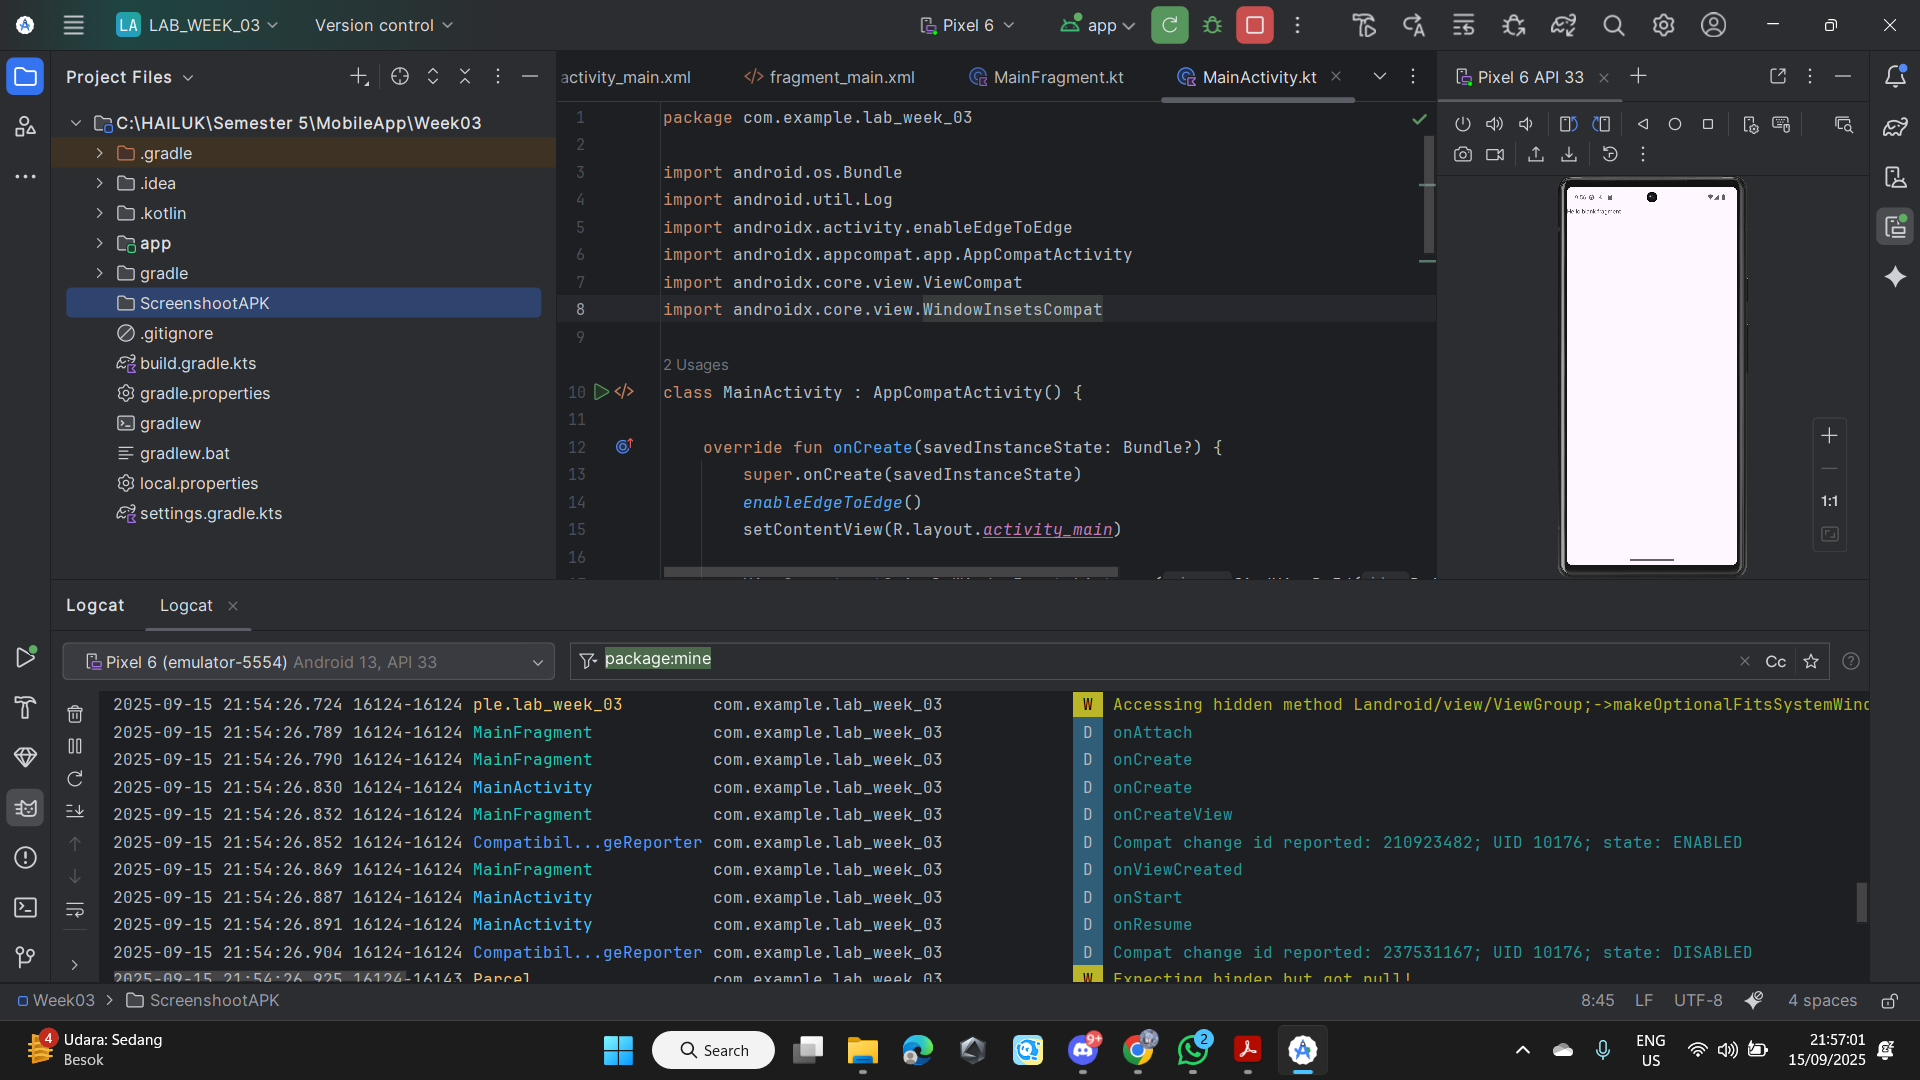 LA LAB_WEEK_03 Version control Pixel 6 app
Project Files
activity_main.xml fragment_main.xml MainFragment.kt MainActivity.kt
Pixel 6 API 33
C:\HAILUK\Semester 5\MobileApp\Week03
.gradle
.idea
.kotlin
app
gradle
ScreenshootAPK
.gitignore
build.gradle.kts
gradle.properties
gradlew
gradlew.bat
local.properties
settings.gradle.kts
1 package com.example.lab_week_03
2
3 import android.os.Bundle
4 import android.util.Log
5 import androidx.activity.enableEdgeToEdge
6 import androidx.appcompat.app.AppCompatActivity
7 import androidx.core.view.ViewCompat
8 import androidx.core.view.WindowInsetsCompat
9
2 Usages
10 class MainActivity : AppCompatActivity() {
11
12 override fun onCreate(savedInstanceState: Bundle?) {
13 super.onCreate(savedInstanceState)
14 enableEdgeToEdge()
15 setContentView(R.layout.activity_main)
16
Hello blank fragment
1:1
Logcat Logcat
Pixel 6 (emulator-5554) Android 13, API 33
package:mine
Cc
2025-09-15 21:54:26.724 16124-16124 ple.lab_week_03 com.example.lab_week_03 W Accessing hidden method Landroid/view/ViewGroup;->makeOptionalFitsSystemWind
2025-09-15 21:54:26.789 16124-16124 MainFragment com.example.lab_week_03 D onAttach
2025-09-15 21:54:26.790 16124-16124 MainFragment com.example.lab_week_03 D onCreate
2025-09-15 21:54:26.830 16124-16124 MainActivity com.example.lab_week_03 D onCreate
2025-09-15 21:54:26.832 16124-16124 MainFragment com.example.lab_week_03 D onCreateView
2025-09-15 21:54:26.852 16124-16124 Compatibil...geReporter com.example.lab_week_03 D Compat change id reported: 210923482; UID 10176; state: ENABLED
2025-09-15 21:54:26.869 16124-16124 MainFragment com.example.lab_week_03 D onViewCreated
2025-09-15 21:54:26.887 16124-16124 MainActivity com.example.lab_week_03 D onStart
2025-09-15 21:54:26.891 16124-16124 MainActivity com.example.lab_week_03 D onResume
2025-09-15 21:54:26.904 16124-16124 Compatibil...geReporter com.example.lab_week_03 D Compat change id reported: 237531167; UID 10176; state: DISABLED
2025-09-15 21:54:26.925 16124-16143 Parcel com.example.lab_week_03 W Expecting binder but got null!
Week03 ScreenshootAPK
8:45 LF UTF-8 4 spaces
4 Udara: Sedang
Besok
Search
9+
2
ENG
US
21:57:01
15/09/2025